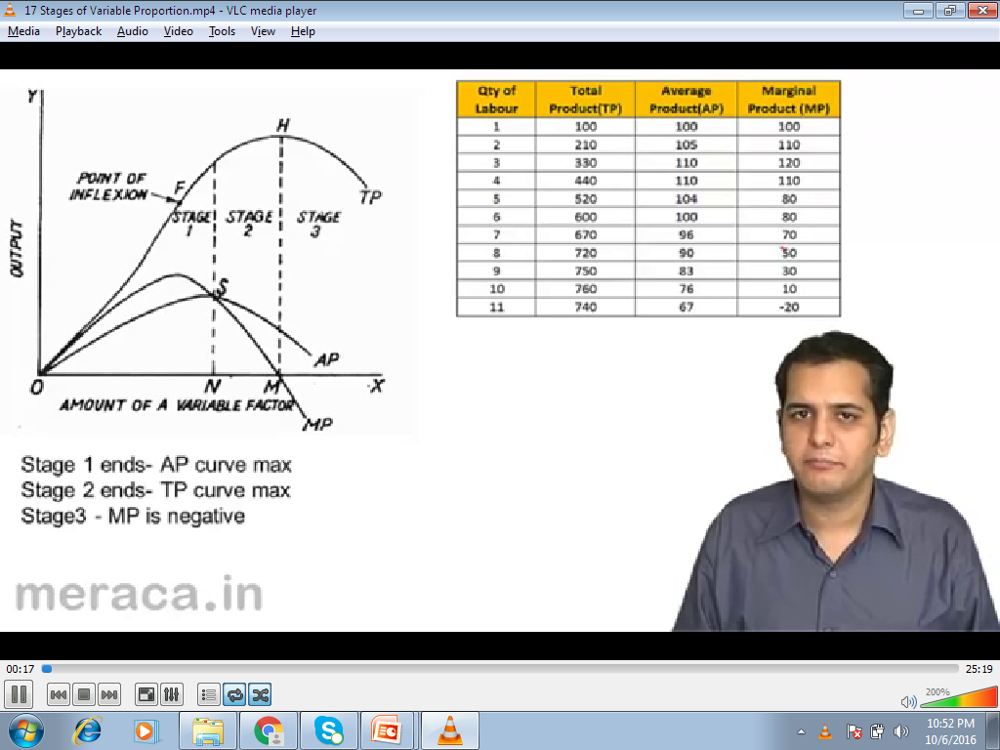 17 Stages of Variable Proportion.mp4 - VLC media player
Media Playback Audio Video Tools View Help
Y
H
POINT OF
INFLEXION
F
TP
STAGE
1
STAGE
2
STAGE
3
OUTPUT
S
AP
O N M X
AMOUNT OF A VARIABLE FACTOR
MP
Qty of Labour Total Product(TP) Average Product(AP) Marginal Product (MP)
1 100 100 100
2 210 105 110
3 330 110 120
4 440 110 110
5 520 104 80
6 600 100 80
7 670 96 70
8 720 90 50
9 750 83 30
10 760 76 10
11 740 67 -20
Stage 1 ends- AP curve max
Stage 2 ends- TP curve max
Stage3 - MP is negative
meraca.in
00:17
25:19
200%
10:52 PM
10/6/2016